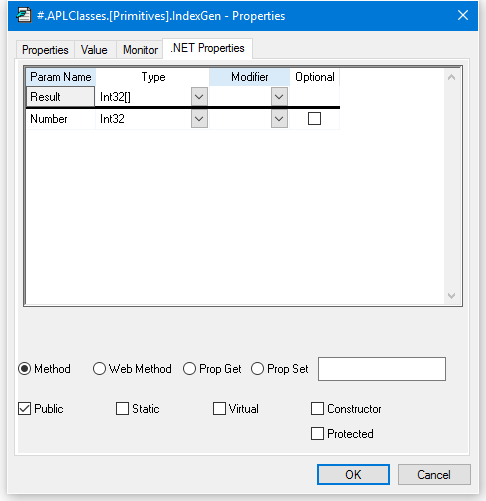 #.APLClasses.[Primitives].IndexGen - Properties
Properties Value Monitor .NET Properties
Param Name Type Modifier Optional
Result Int32[]
Number Int32
Method Web Method Prop Get Prop Set
Public Static Virtual Constructor
Protected
OK Cancel